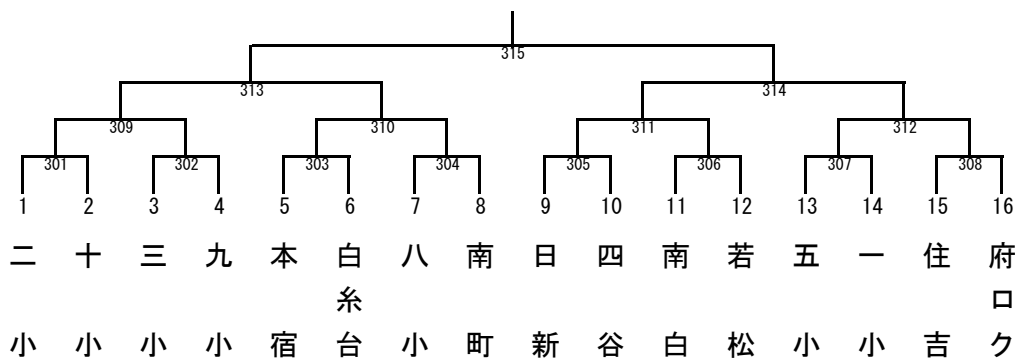 315
313 314
309 310 311 312
301 302 303 304 305 306 307 308
1 2 3 4 5 6 7 8 9 10 11 12 13 14 15 16
二小
十小
三小
九小
本宿
白糸台
八小
南町
日新
四谷
南白
若松
五小
一小
住吉
府ロク